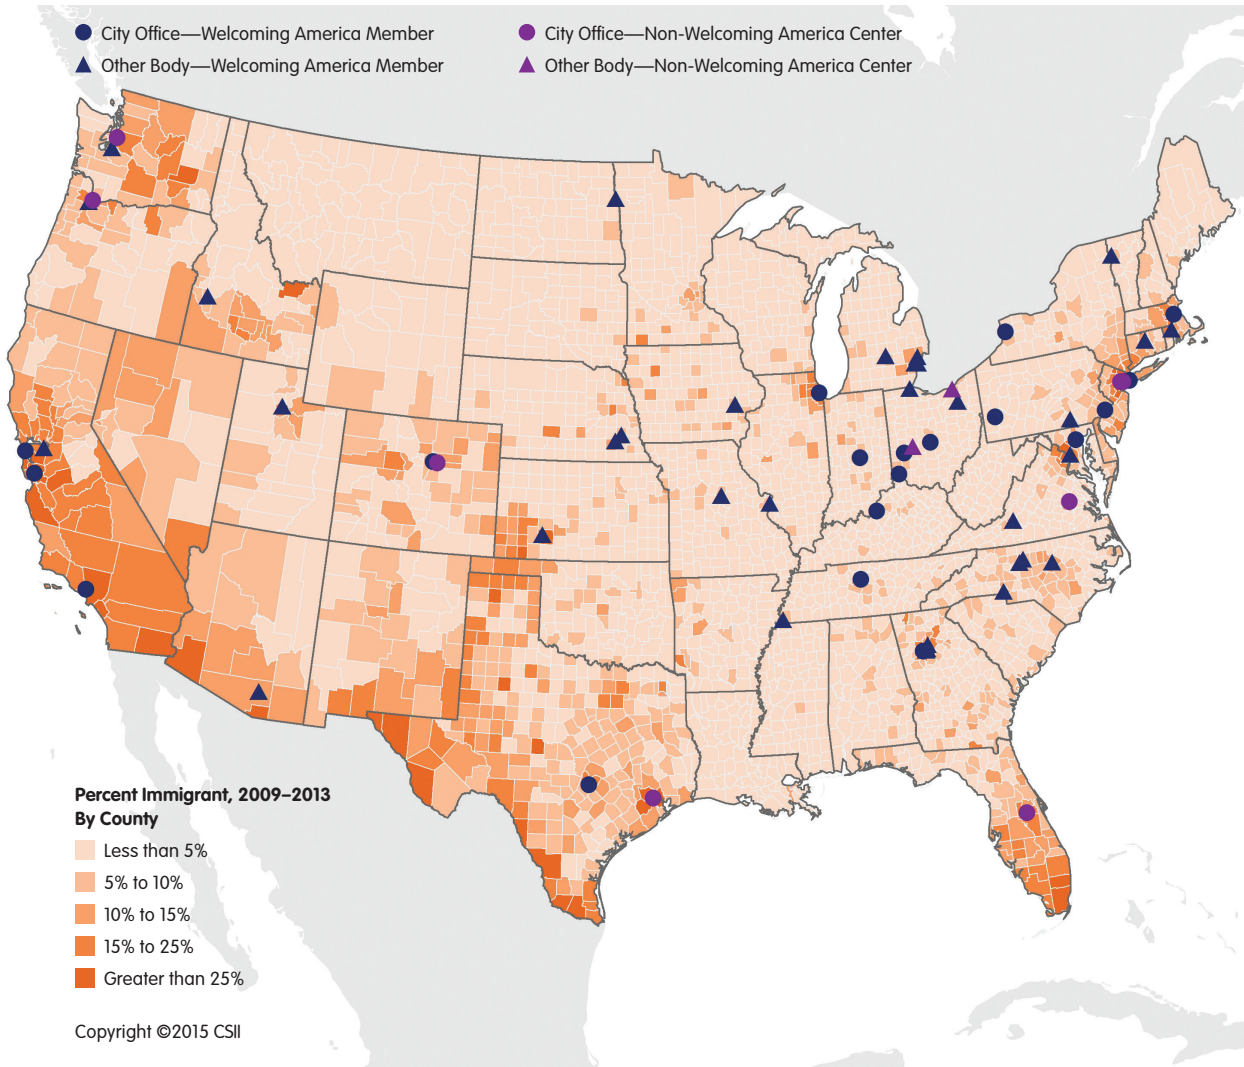 City Office—Welcoming America Member
City Office—Non-Welcoming America Center
Other Body—Welcoming America Member
Other Body—Non-Welcoming America Center
Percent Immigrant, 2009–2013
By County
Less than 5%
5% to 10%
10% to 15%
15% to 25%
Greater than 25%
Copyright ©2015 CSII